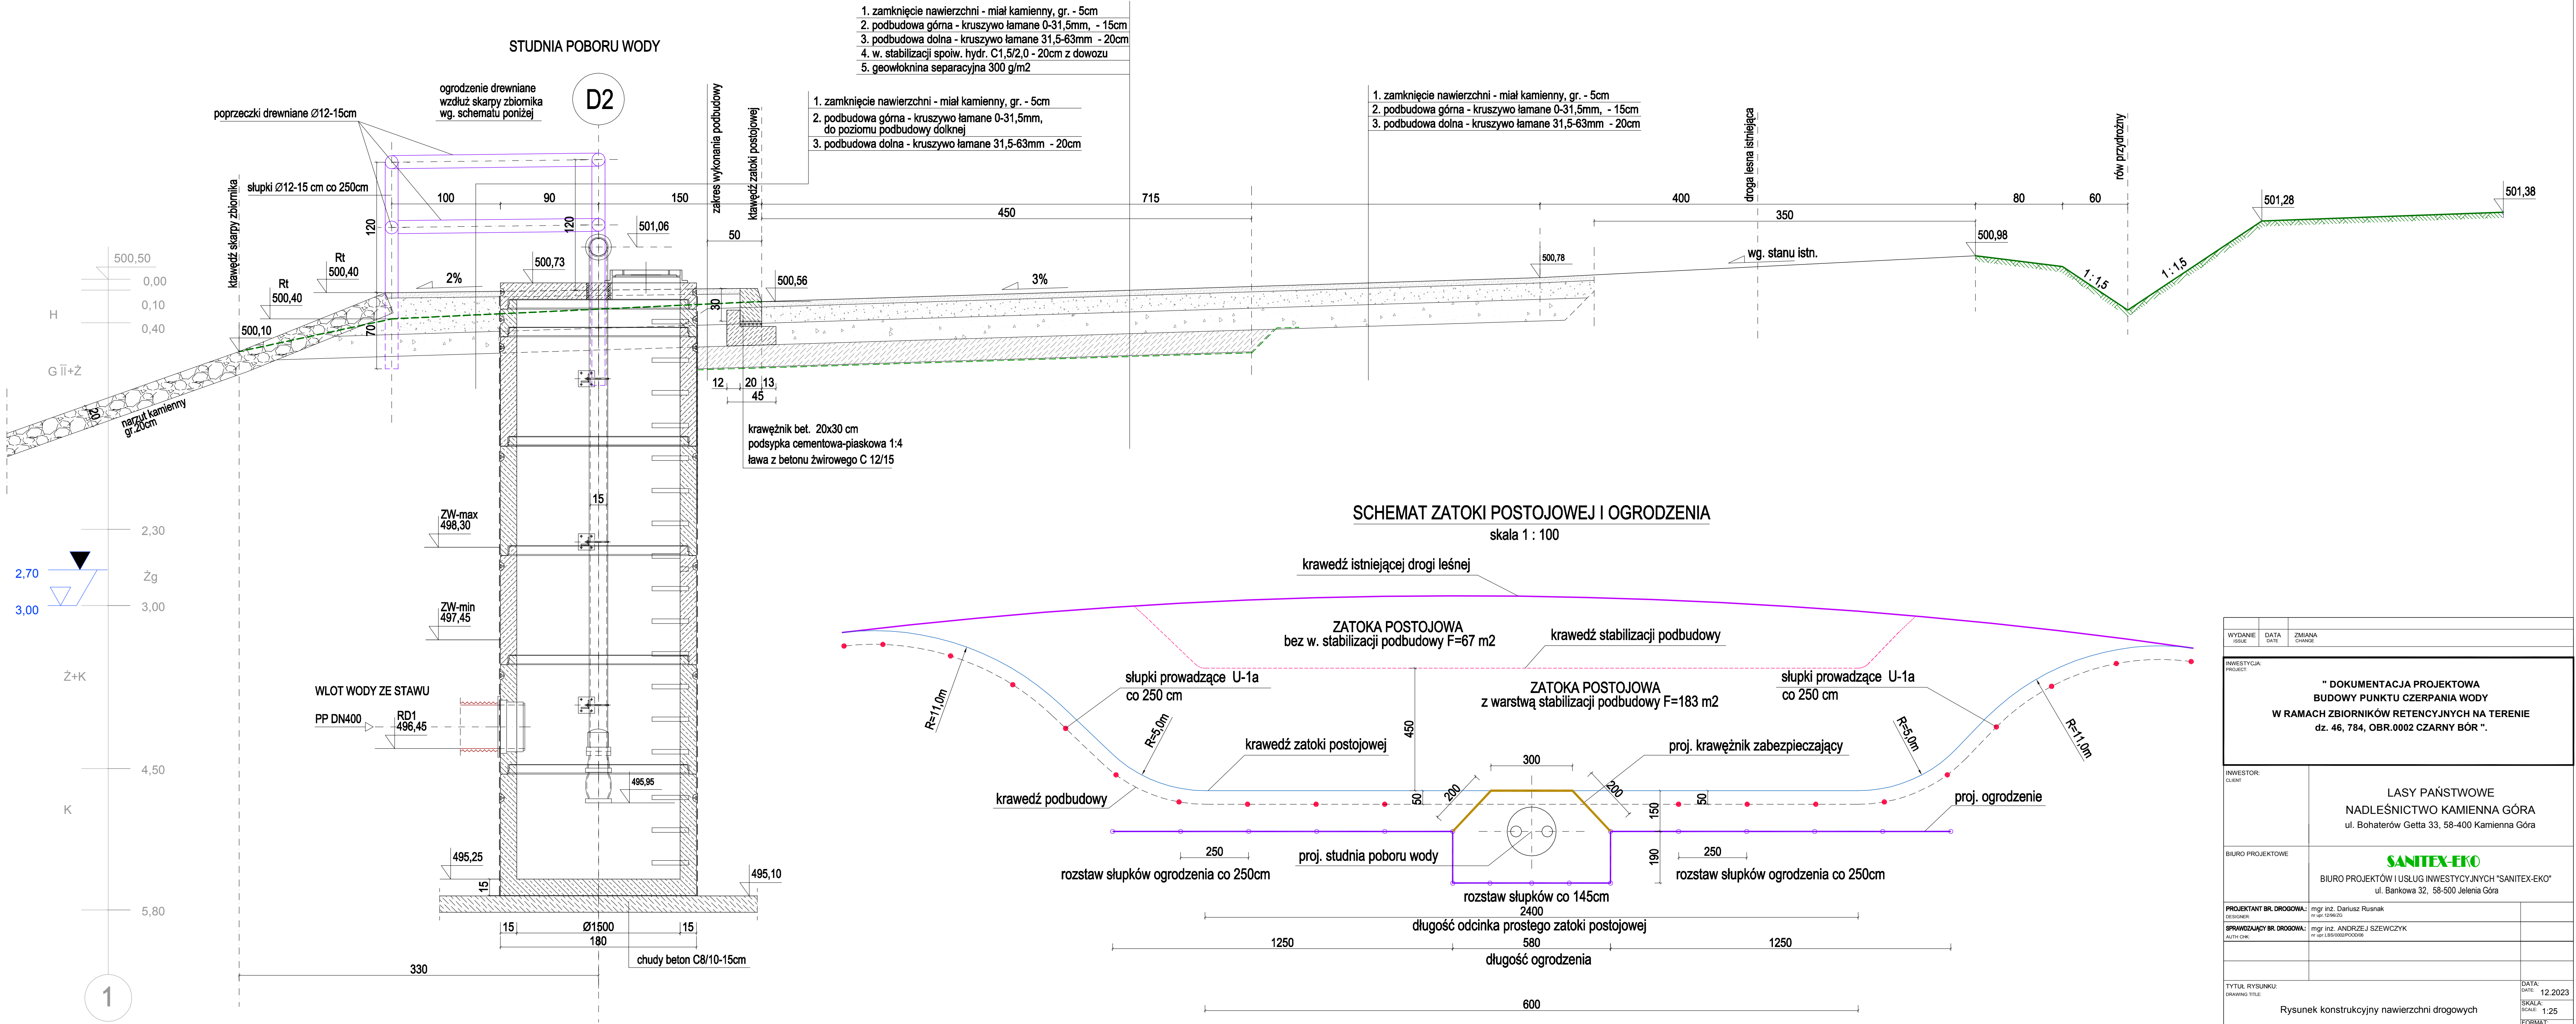 1. zamknięcie nawierzchni - miał kamienny, gr. - 5cm
2. podbudowa górna - kruszywo łamane 0-31,5mm, - 15cm
3. podbudowa dolna - kruszywo łamane 31,5-63mm - 20cm
4. w. stabilizacji spoiw. hydr. C1,5/2,0 - 20cm z dowozu
5. geowłoknina separacyjna 300 g/m2
STUDNIA POBORU WODY
D2
ogrodzenie drewniane
wzdłuż skarpy zbiornika
wg. schematu poniżej
poprzeczki drewniane Ø12-15cm
słupki Ø12-15 cm co 250cm
1. zamknięcie nawierzchni - miał kamienny, gr. - 5cm
2. podbudowa górna - kruszywo łamane 0-31,5mm,
do poziomu podbudowy dolknej
3. podbudowa dolna - kruszywo łamane 31,5-63mm - 20cm
1. zamknięcie nawierzchni - miał kamienny, gr. - 5cm
2. podbudowa górna - kruszywo łamane 0-31,5mm, - 15cm
3. podbudowa dolna - kruszywo łamane 31,5-63mm - 20cm
zakres wykonania podbudowy
ktawędź zatoki postojowej
droga lesna istniejąca
rów przydrożny
ktawędź skarpy zbiornika
100
90
150
715
400
80
60
450
350
120
120
50
501,06
501,28
501,38
500,98
wg. stanu istn.
500,50
0,00
0,10
0,40
H
G II+Ż
Rt
500,40
Rt
500,40
500,10
2%
500,73
500,56
3%
500,78
1 : 1,5
1 : 1,5
70
30
20
narzut kamienny
gr.20cm
12
20
13
45
krawężnik bet. 20x30 cm
podsypka cementowa-piaskowa 1:4
ława z betonu żwirowego C 12/15
15
ZW-max
498,30
ZW-min
497,45
2,30
2,70
Żg
3,00
3,00
Ż+K
4,50
K
5,80
1
WLOT WODY ZE STAWU
PP DN400
RD1
496,45
495,95
495,25
495,10
15
15
Ø1500
15
180
330
chudy beton C8/10-15cm
SCHEMAT ZATOKI POSTOJOWEJ I OGRODZENIA
skala 1 : 100
krawedź istniejącej drogi leśnej
ZATOKA POSTOJOWA
bez w. stabilizacji podbudowy F=67 m2
krawędź stabilizacji podbudowy
słupki prowadzące U-1a
co 250 cm
ZATOKA POSTOJOWA
z warstwą stabilizacji podbudowy F=183 m2
słupki prowadzące U-1a
co 250 cm
R=11,0m
R=5,0m
R=5,0m
R=11,0m
450
krawędź zatoki postojowej
proj. krawężnik zabezpieczający
300
200
200
50
50
150
190
krawędź podbudowy
proj. ogrodzenie
proj. studnia poboru wody
250
250
rozstaw słupków ogrodzenia co 250cm
rozstaw słupków ogrodzenia co 250cm
rozstaw słupków co 145cm
2400
długość odcinka prostego zatoki postojowej
1250
580
1250
długość ogrodzenia
600
WYDANIE
ISSUE
DATA
DATE
ZMIANA
CHANGE
INWESTYCJA:
PROJECT
" DOKUMENTACJA PROJEKTOWA
BUDOWY PUNKTU CZERPANIA WODY
W RAMACH ZBIORNIKÓW RETENCYJNYCH NA TERENIE
dz. 46, 784, OBR.0002 CZARNY BÓR ".
INWESTOR:
CLIENT
LASY PAŃSTWOWE
NADLEŚNICTWO KAMIENNA GÓRA
ul. Bohaterów Getta 33, 58-400 Kamienna Góra
BIURO PROJEKTOWE
SANITEX-EKO
BIURO PROJEKTÓW I USŁUG INWESTYCYJNYCH "SANITEX-EKO"
ul. Bankowa 32, 58-500 Jelenia Góra
PROJEKTANT BR. DROGOWA.:
DESIGNER
mgr inż. Dariusz Rusnak
SPRAWDZAJĄCY BR. DROGOWA.:
AUTH CHK
mgr inż. ANDRZEJ SZEWCZYK
TYTUŁ RYSUNKU:
DRAWING TITLE
Rysunek konstrukcyjny nawierzchni drogowych
DATA:
DATE
12.2023
SKALA:
SCALE
1:25
FORMAT: